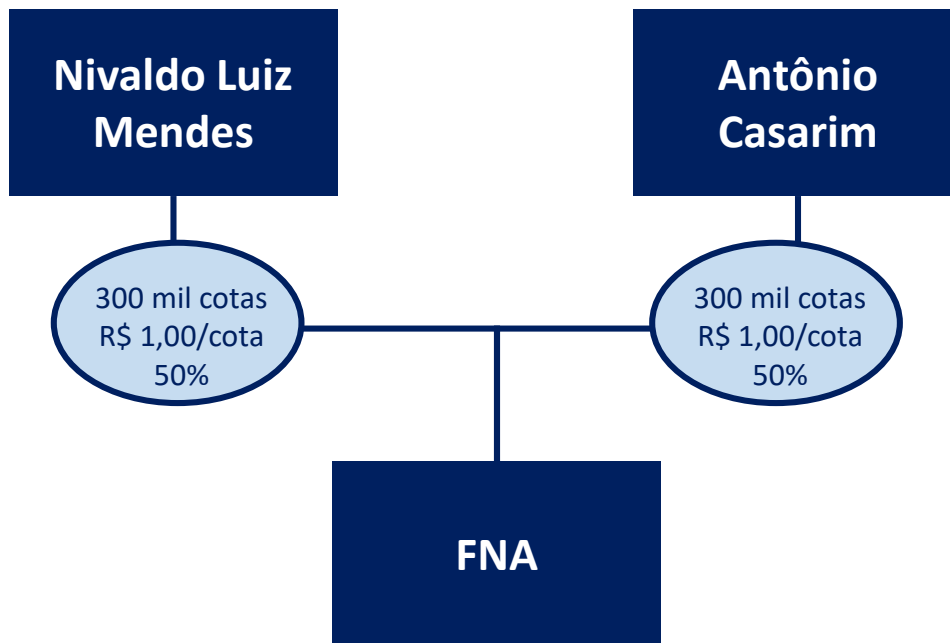 Nivaldo Luiz
Mendes
Antônio
Casarim
300 mil cotas
R$ 1,00/cota
50%
300 mil cotas
R$ 1,00/cota
50%
FNA